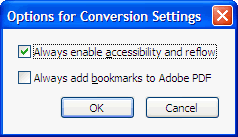 Options for Conversion Settings
Always enable accessibility and reflow
Always add bookmarks to Adobe PDF
OK
Cancel